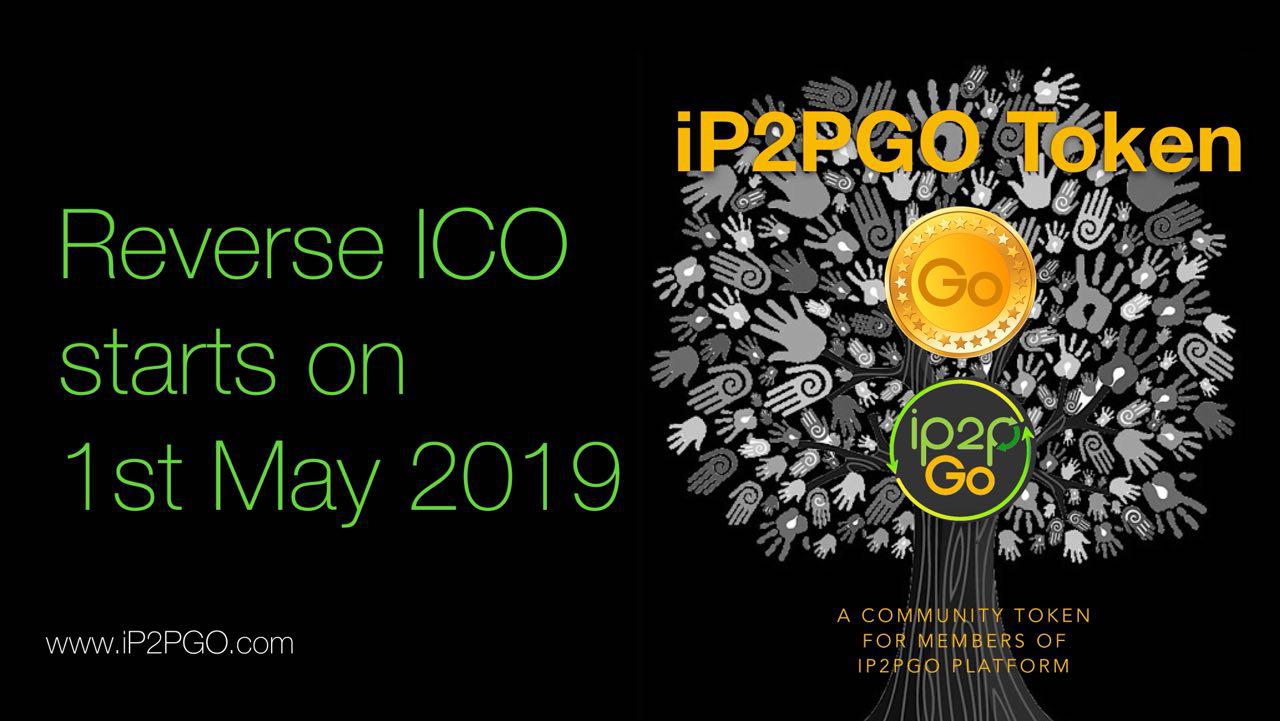 Reverse ICO
starts on
1st May 2019
www.iP2PGO.com
iP2PGO Token
Go
ip2p
Go
A COMMUNITY TOKEN
FOR MEMBERS OF
IP2PGO PLATFORM